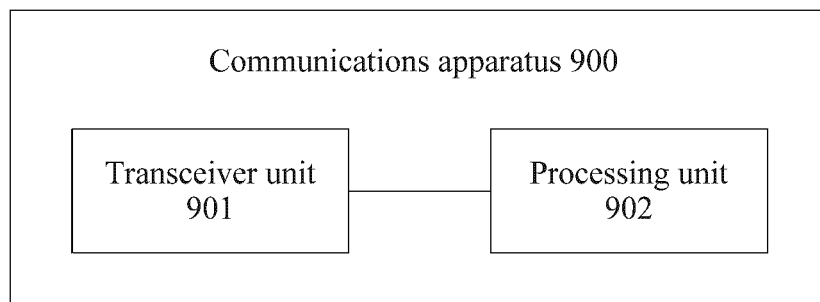 Communications apparatus 900
Transceiver unit
901
Processing unit
902